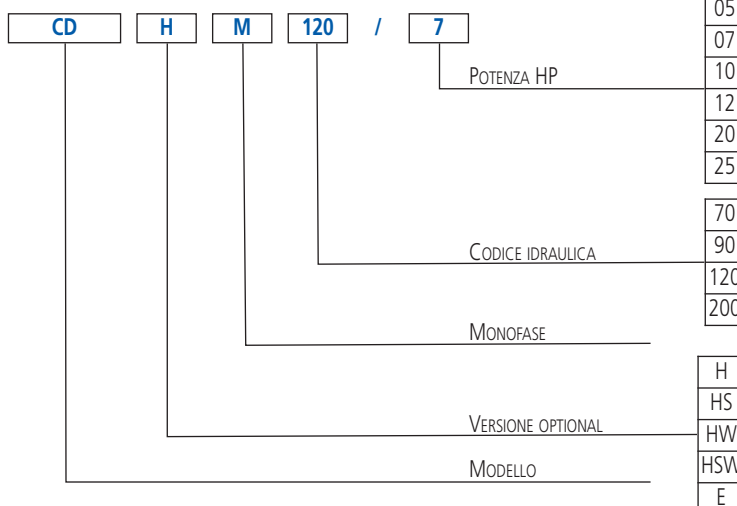 CD H M 120 / 7
05
07
POTENZA HP 10
12
20
25
70
CODICE IDRAULICA 90
120
200
MONOFASE
H
HS
VERSIONE OPTIONAL HW
MODELLO HSW
E